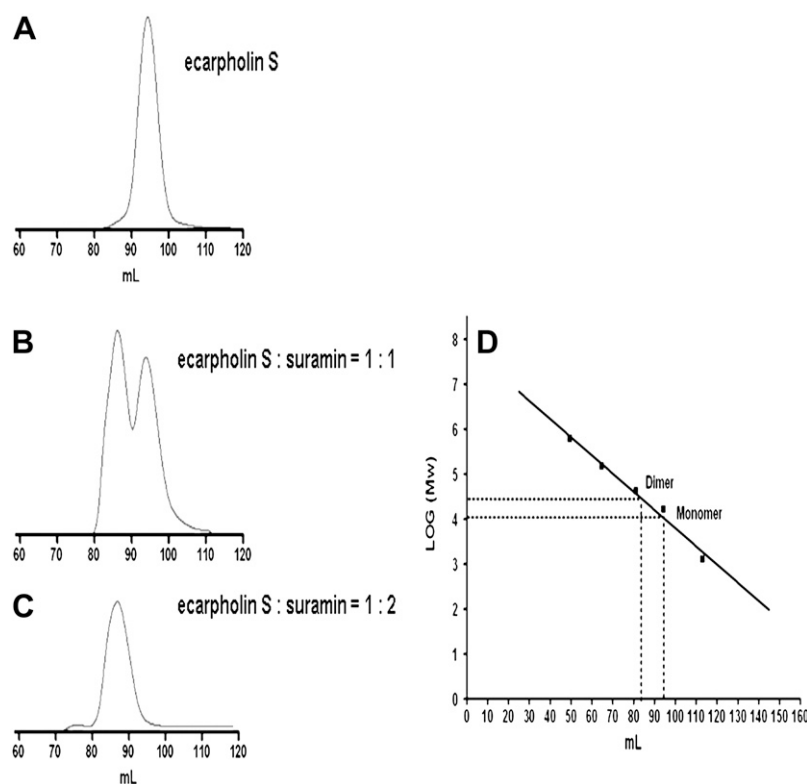 A
ecarpholin S
60 70 80 90 100 110 120
mL
B
ecarpholin S : suramin = 1 : 1
60 70 80 90 100 110 120
C
ecarpholin S : suramin = 1 : 2
60 70 80 90 100 110 120
mL
D
LOG (Mw)
8
7
6
5
4
3
2
1
0
Dimer
Monomer
0 10 20 30 40 50 60 70 80 90 100 110 120 130 140 150 160
mL